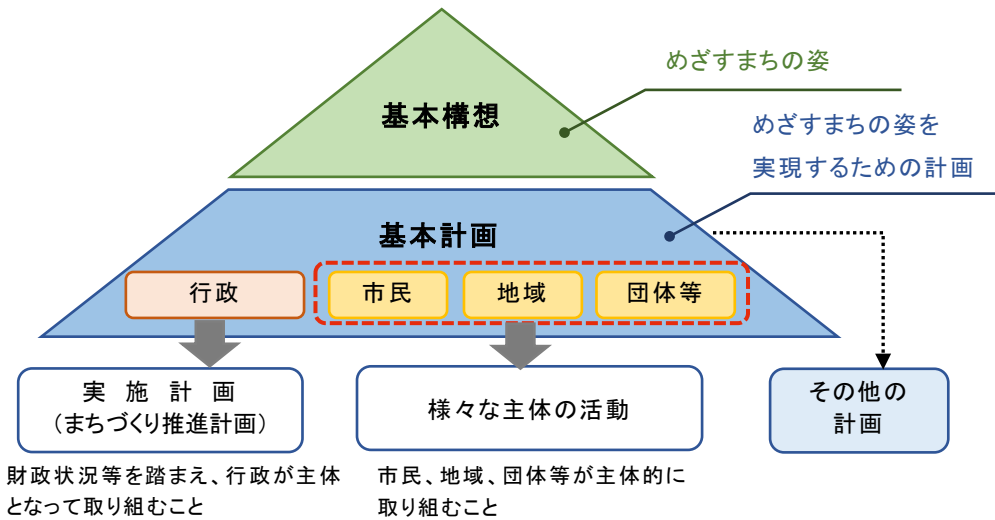 めざすまちの姿
基本構想
めざすまちの姿を
実現するための計画
基本計画
行政
市民
地域
団体等
実施計画
(まちづくり推進計画)
様々な主体の活動
その他の
計画
財政状況等を踏まえ、行政が主体
となって取り組むこと
市民、地域、団体等が主体的に
取り組むこと